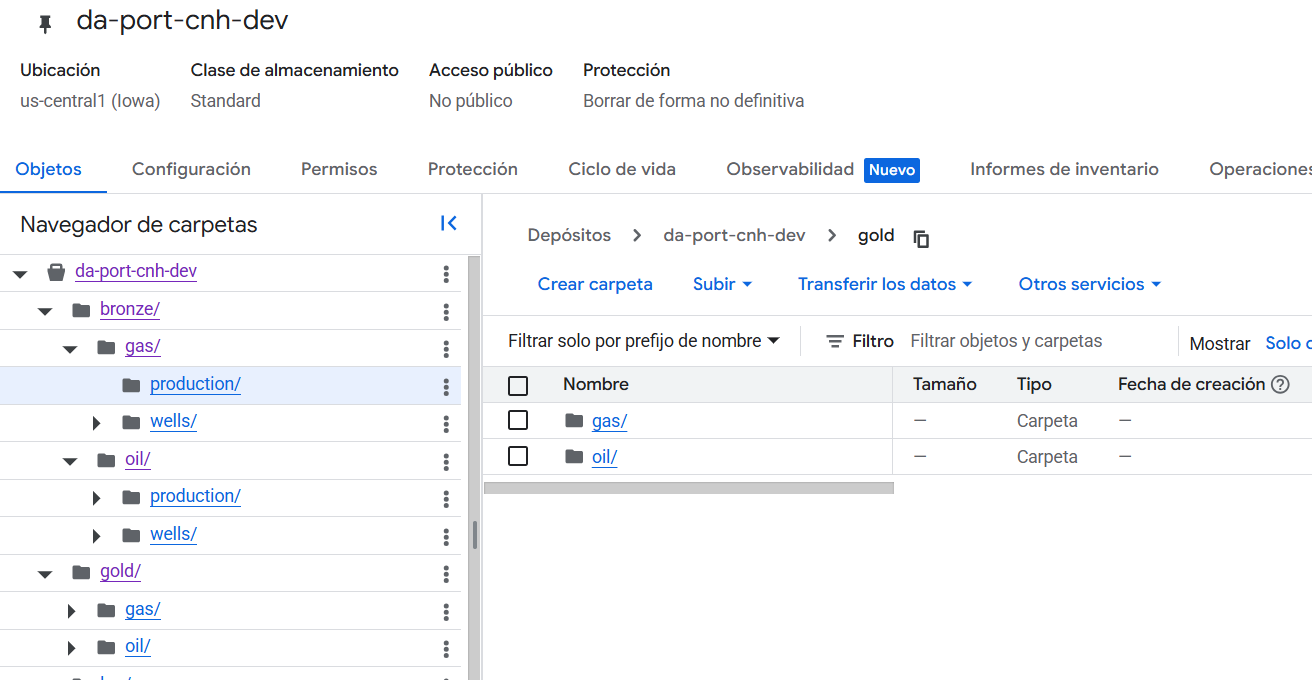 da-port-cnh-dev
Ubicación Clase de almacenamiento Acceso público Protección
us-central1 (Iowa) Standard No público Borrar de forma no definitiva
Objetos Configuración Permisos Protección Ciclo de vida Observabilidad Nuevo Informes de inventario Operaciones
Navegador de carpetas
da-port-cnh-dev
bronze/
gas/
production/
wells/
oil/
production/
wells/
gold/
gas/
oil/
Depósitos > da-port-cnh-dev > gold
Crear carpeta Subir Transferir los datos Otros servicios
Filtrar solo por prefijo de nombre Filtro Filtrar objetos y carpetas Mostrar Solo
Nombre Tamaño Tipo Fecha de creación ?
gas/ — Carpeta —
oil/ — Carpeta —